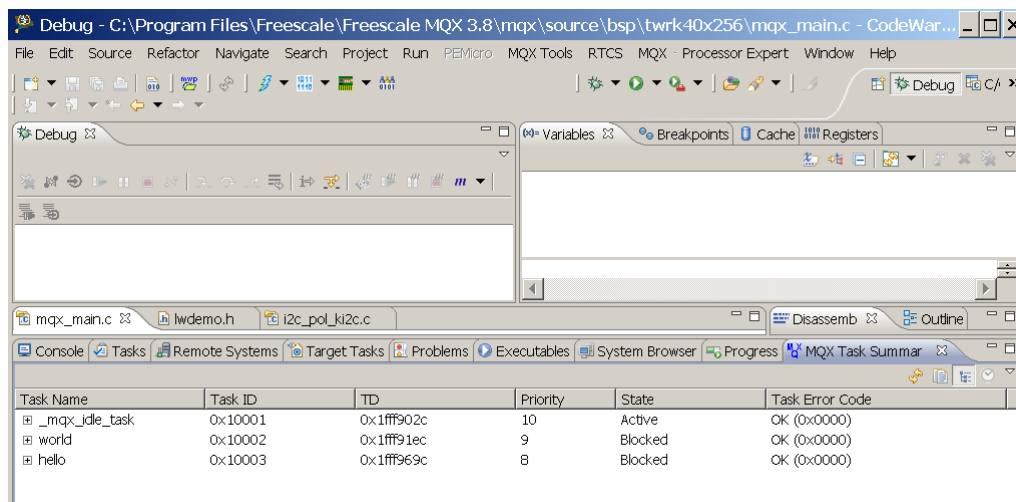 Debug - C:\Program Files\Freescale\Freescale MQX 3.8\mqx\source\bsp\twrk40x256\mqx_main.c - CodeWar...
File Edit Source Refactor Navigate Search Project Run PEMicro MQX Tools RTCS MQX - Processor Expert Window Help
Debug C/
Debug
(x)= Variables Breakpoints Cache Registers
m
mqx_main.c lwdemo.h i2c_pol_ki2c.c
Disassemb Outline
Console Tasks Remote Systems Target Tasks Problems Executables System Browser Progress MQX Task Summar
Task Name Task ID TD Priority State Task Error Code
_mqx_idle_task 0x10001 0x1fff902c 10 Active OK (0x0000)
world 0x10002 0x1fff91ec 9 Blocked OK (0x0000)
hello 0x10003 0x1fff969c 8 Blocked OK (0x0000)